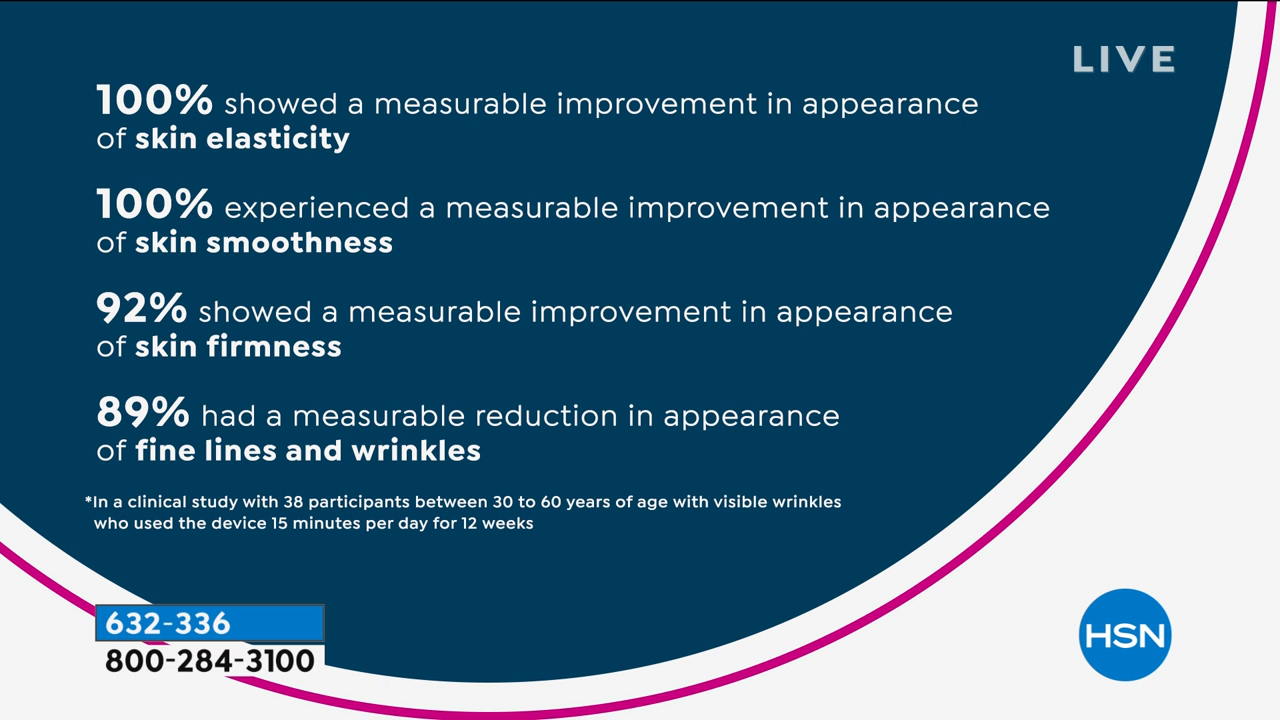 LIVE
100% showed a measurable improvement in appearance
of skin elasticity
100% experienced a measurable improvement in appearance
of skin smoothness
92% showed a measurable improvement in appearance
of skin firmness
89% had a measurable reduction in appearance
of fine lines and wrinkles
*In a clinical study with 38 participants between 30 to 60 years of age with visible wrinkles
who used the device 15 minutes per day for 12 weeks
632-336
800-284-3100
HSN